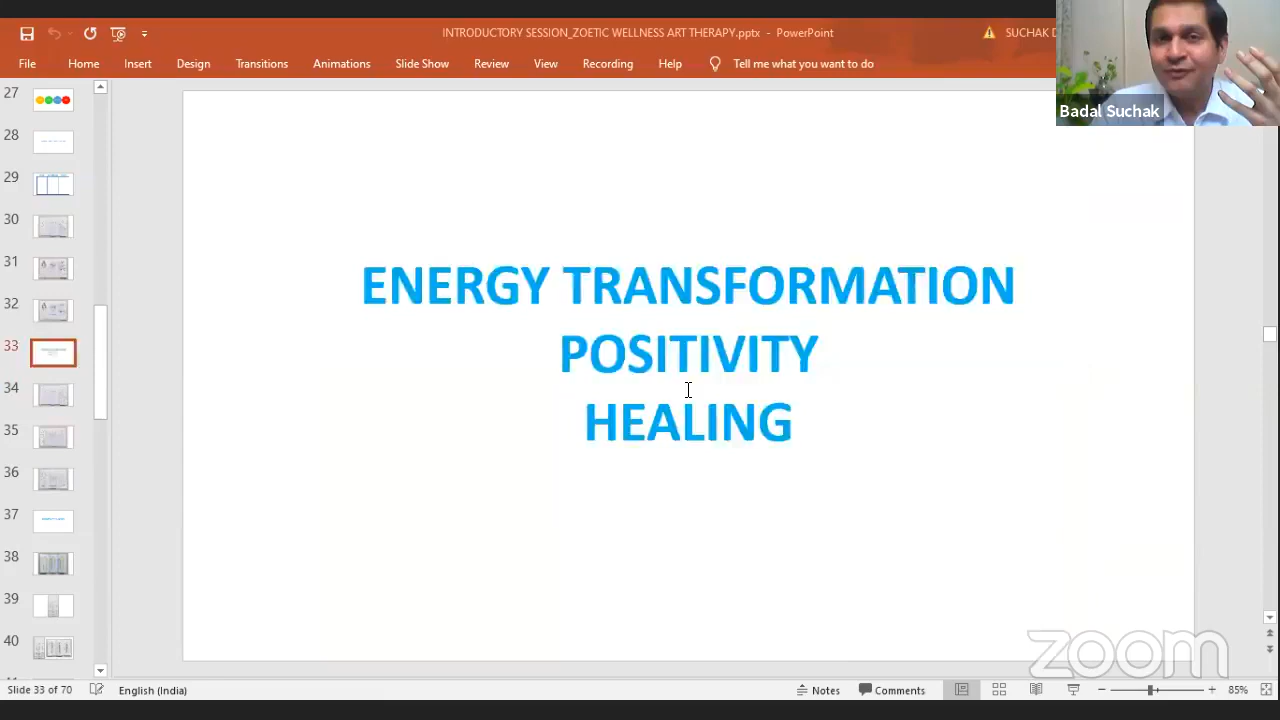 INTRODUCTORY SESSION_ZOETIC WELLNESS ART THERAPY.pptx - PowerPoint
SUCHAK D
File Home Insert Design Transitions Animations Slide Show Review View Recording Help Tell me what you want to do
Badal Suchak
27
28
29
30
31
32
33
34
35
36
37
38
39
40
ENERGY TRANSFORMATION
POSITIVITY
HEALING
zoom
Slide 33 of 70 English (India) Notes Comments 85%